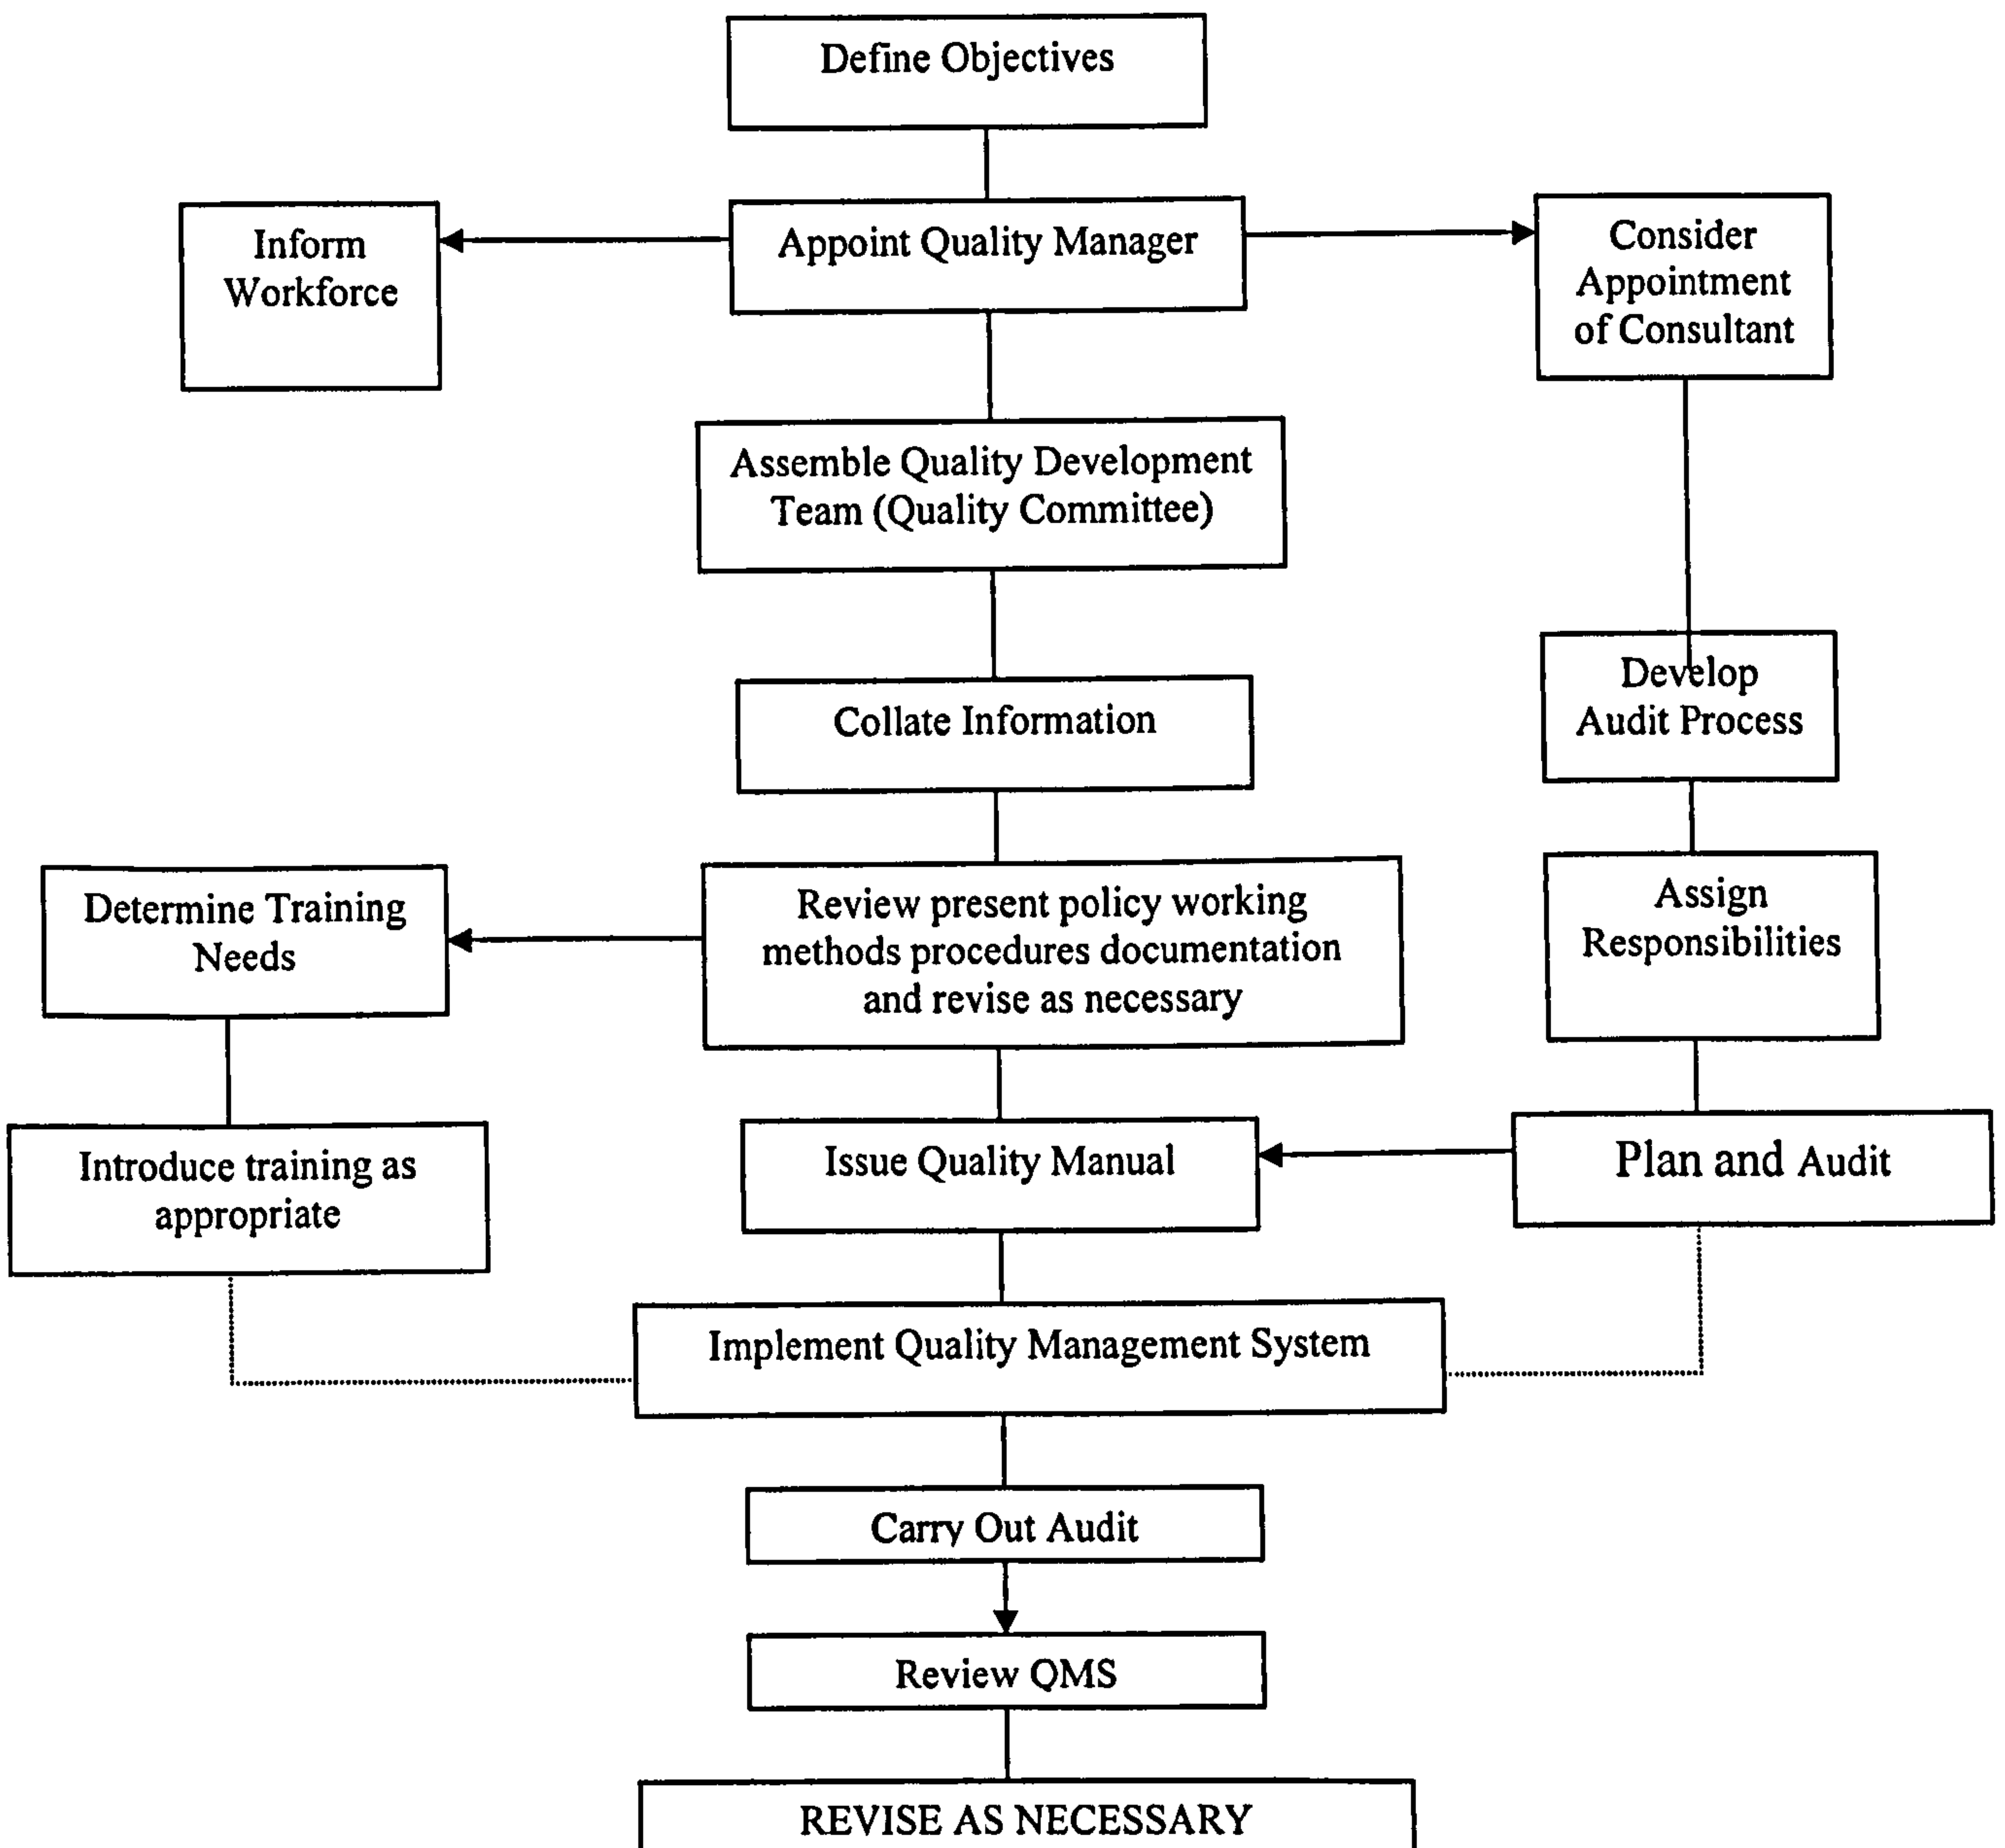 Define Objectives
Inform
Workforce
Appoint Quality Manager
Consider
Appointment
of Consultant
Assemble Quality Development
Team (Quality Committee)
Collate Information
Develop
Audit Process
Determine Training
Needs
Review present policy working
methods procedures documentation
and revise as necessary
Assign
Responsibilities
Introduce training as
appropriate
Issue Quality Manual
Plan and Audit
Implement Quality Management System
Carry Out Audit
Review QMS
REVISE AS NECESSARY